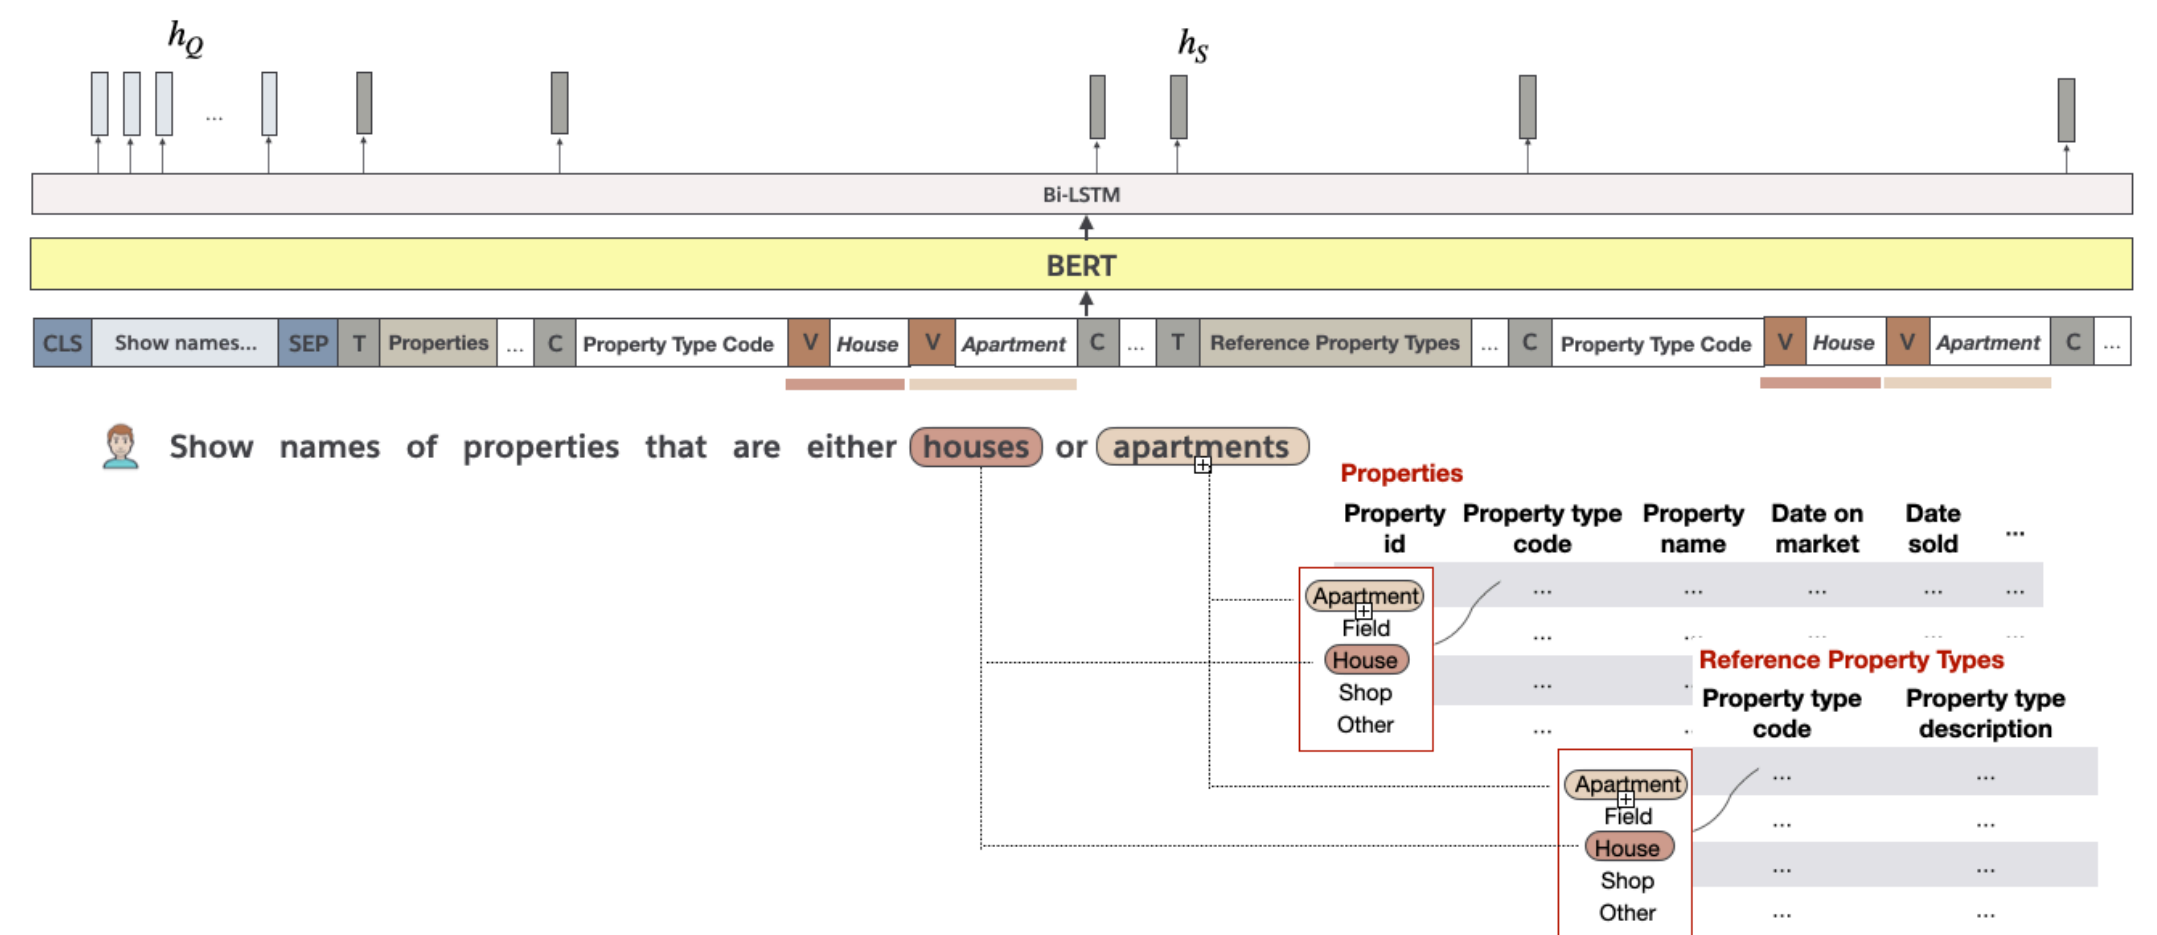 hQ hS
...
Bi-LSTM
BERT
CLS Show names... SEP T Properties ... C Property Type Code V House V Apartment C ... T Reference Property Types ... C Property Type Code V House V Apartment C ...
Show names of properties that are either houses or apartments
Properties
Property id Property type code Property name Date on market Date sold ...
Apartment ... ... ... ... ...
Field
... ... ... ... ...
House
Shop ... ..
Other ... .
Reference Property Types
Property type code Property type description
Apartment ... ...
Field
... ...
House
... ...
Shop
Other ... ...